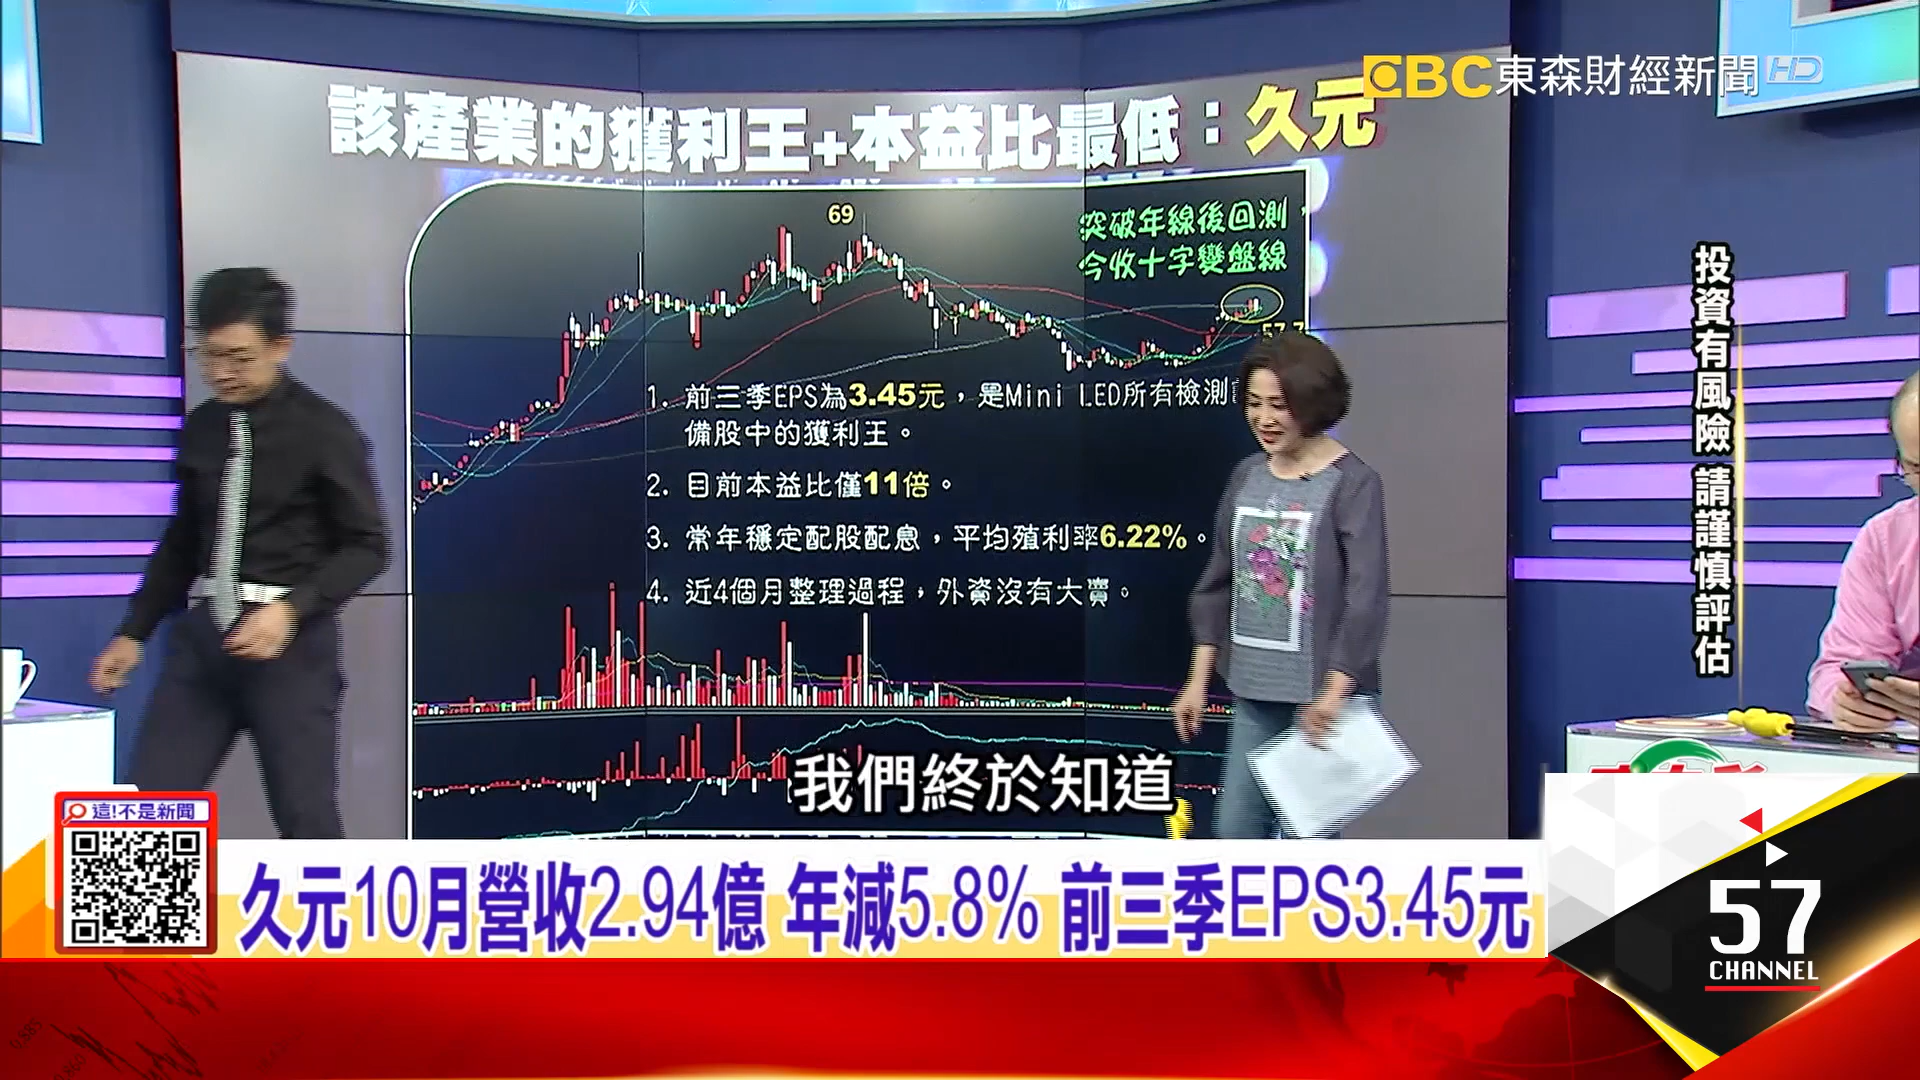 EBC東森財經新聞HD
該產業的獲利王+本益比最低：久元
69
突破年線後回測，
今收十字變盤線
57.7
1. 前三季EPS為3.45元，是Mini LED所有檢測
備股中的獲利王。
2. 目前本益比僅11倍。
3. 常年穩定配股配息，平均殖利率6.22%。
4. 近4個月整理過程，外資沒有大賣。
投資有風險 請謹慎評估
我們終於知道
這!不是新聞
久元10月營收2.94億 年減5.8% 前三季EPS3.45元
57
CHANNEL